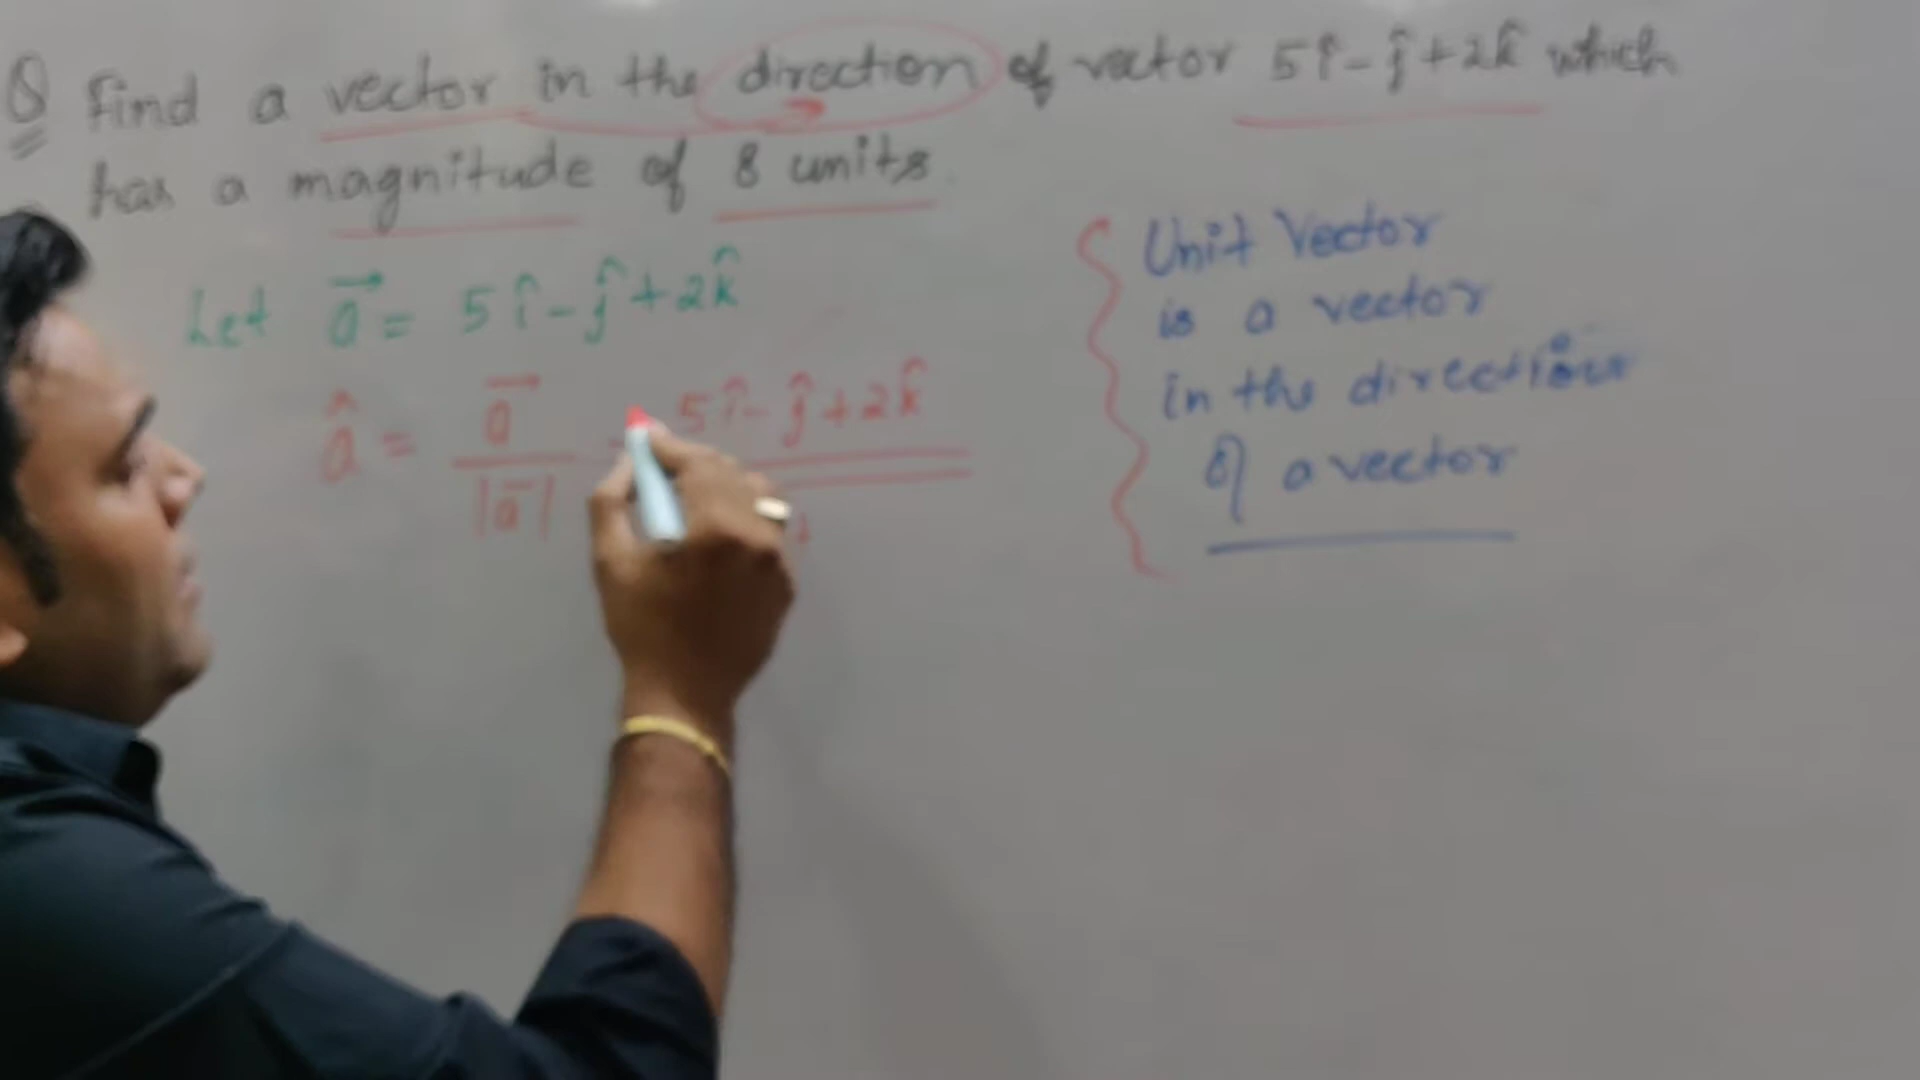 Q Find a vector in the direction of vector 5î-ĵ+2k̂ which
has a magnitude of 8 units.
Let a⃗ = 5î-ĵ+2k̂
â = a⃗ / |a⃗| 5î-ĵ+2k̂
Unit Vector
is a vector
in the direction
of a vector